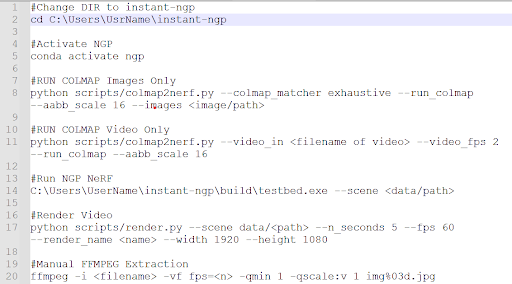 1 #Change DIR to instant-ngp
2 cd C:\Users\UsrName\instant-ngp
3
4 #Activate NGP
5 conda activate ngp
6
7 #RUN COLMAP Images Only
8 python scripts/colmap2nerf.py --colmap_matcher exhaustive --run_colmap
--aabb_scale 16 --images <image/path>
9
10 #RUN COLMAP Video Only
11 python scripts/colmap2nerf.py --video_in <filename of video> --video_fps 2
--run_colmap --aabb_scale 16
12
13 #Run NGP NeRF
14 C:\Users\UserName\instant-ngp\build\testbed.exe --scene <data/path>
15
16 #Render Video
17 python scripts/render.py --scene data/<path> --n_seconds 5 --fps 60
--render_name <name> --width 1920 --height 1080
18
19 #Manual FFMPEG Extraction
20 ffmpeg -i <filename> -vf fps=<n> -qmin 1 -qscale:v 1 img%03d.jpg